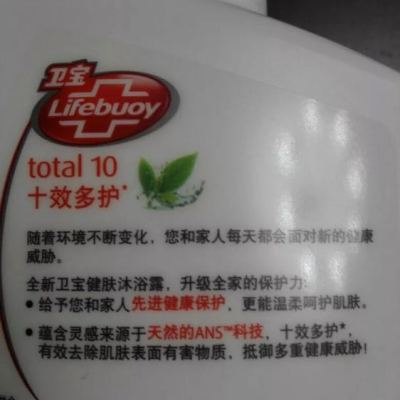 卫宝
Lifebuoy
total 10
十效多护*
随着环境不断变化，您和家人每天都会面对新的健康
威胁。
全新卫宝健肤沐浴露，升级全家的保护力：
• 给予您和家人先进健康保护，更能温柔呵护肌肤。
• 蕴含灵感来源于天然的ANS™科技，十效多护*，
有效去除肌肤表面有害物质，抵御多重健康威胁！